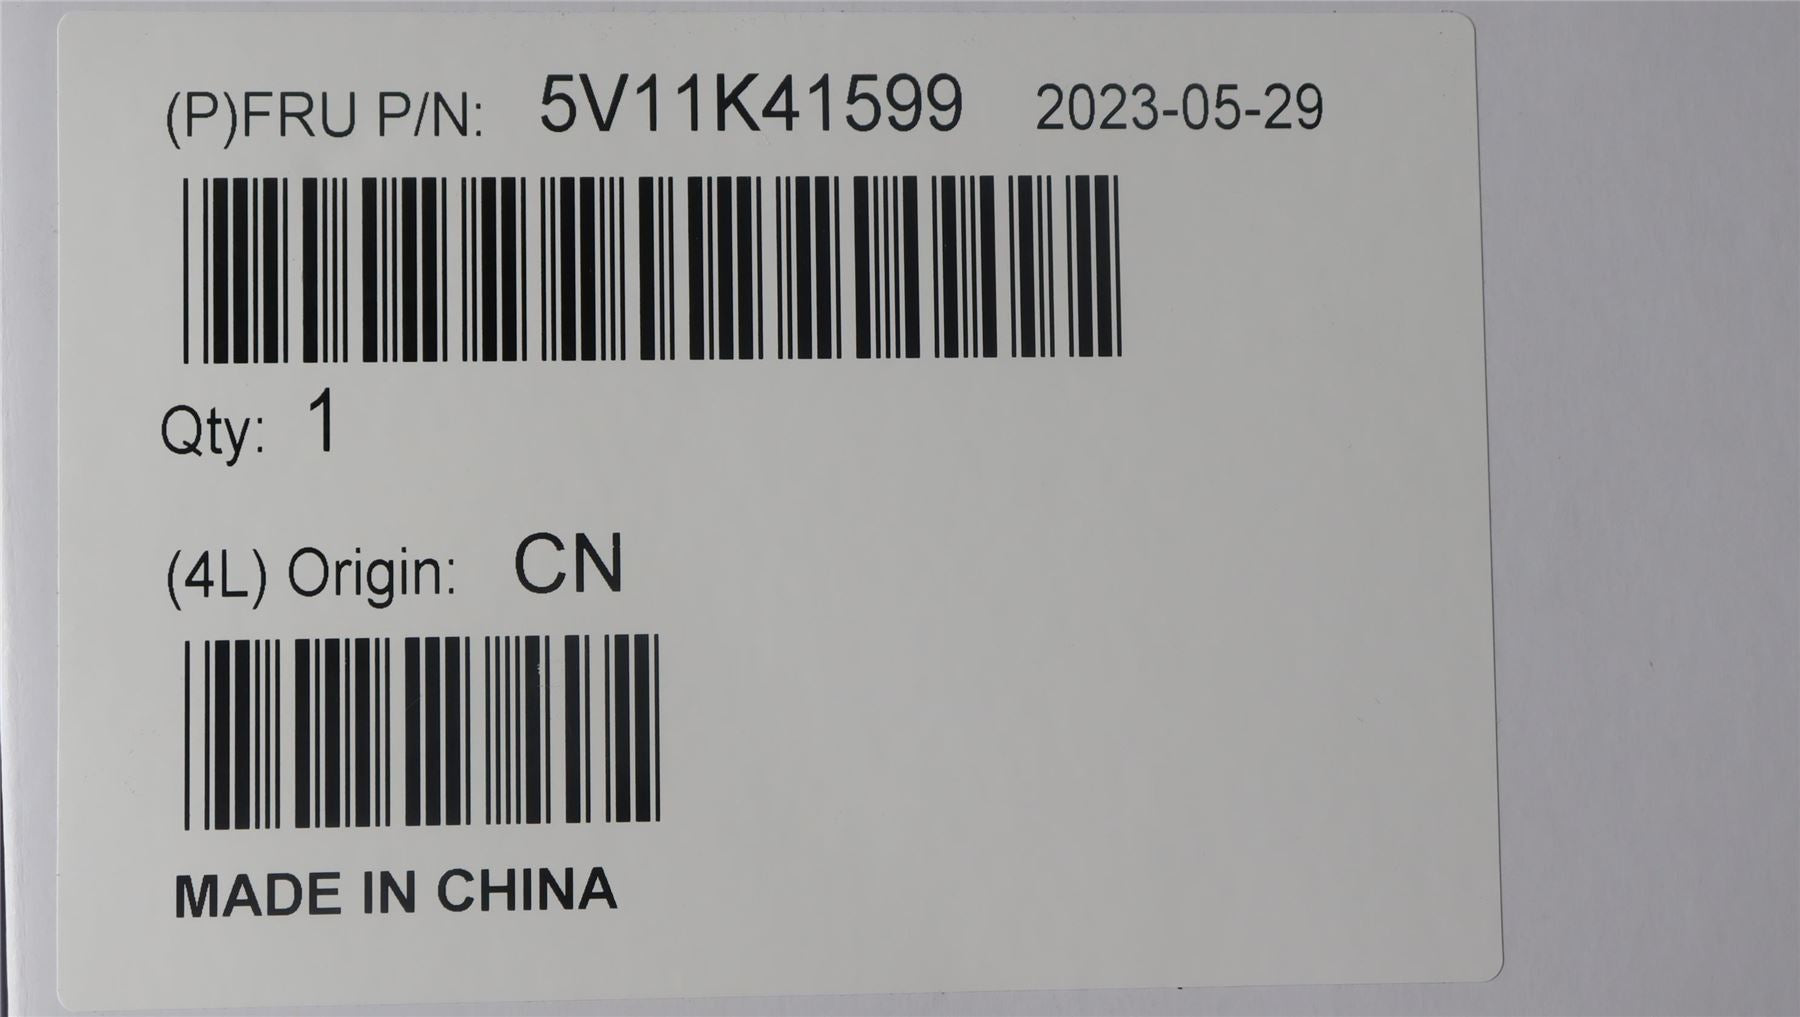 (P)FRU P/N: 5V11K41599 2023-05-29
Qty: 1
(4L) Origin: CN
MADE IN CHINA